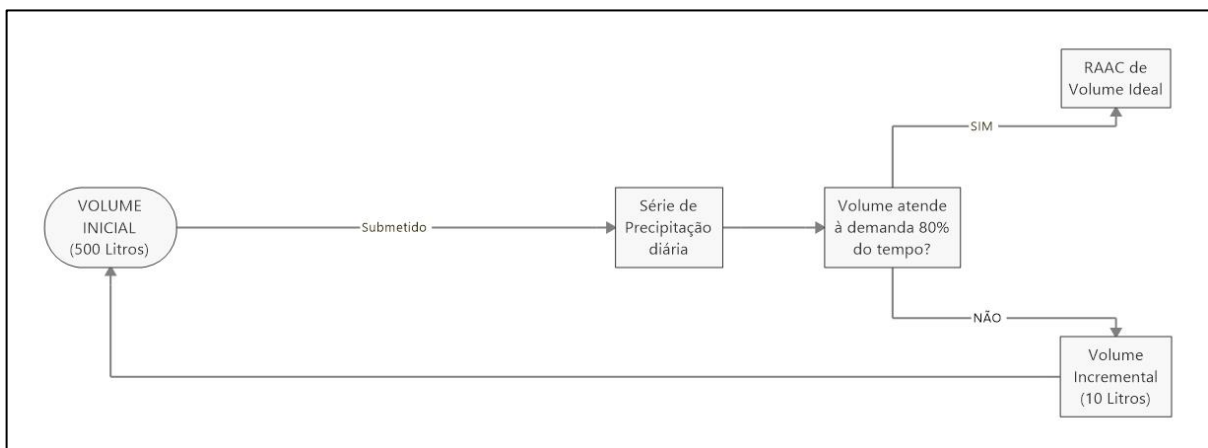 VOLUME
INICIAL
(500 Litros)
Submetido
Série de
Precipitação
diária
Volume atende
à demanda 80%
do tempo?
SIM
RAAC de
Volume Ideal
NÃO
Volume
Incremental
(10 Litros)